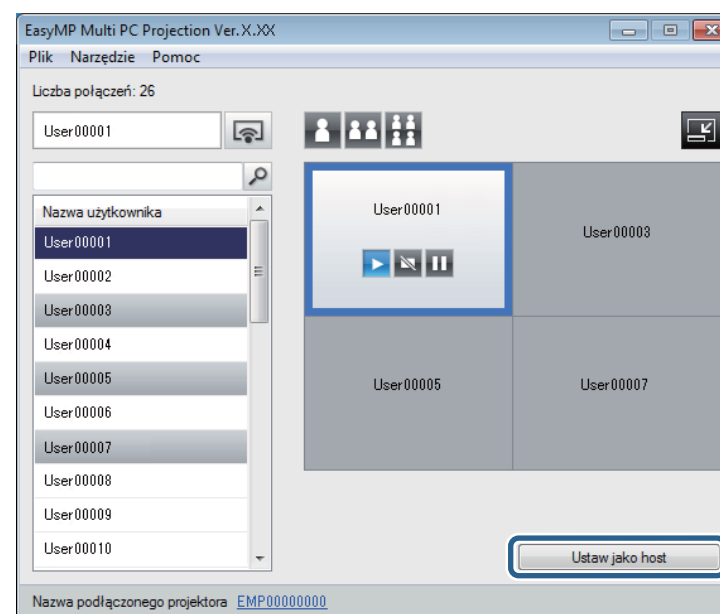 EasyMP Multi PC Projection Ver.X.XX
Plik Narzędzie Pomoc
Liczba połączeń: 26
User00001
Nazwa użytkownika
User00001
User00002
User00003
User00004
User00005
User00006
User00007
User00008
User00009
User00010
User00001
User00003
User00005
User00007
Ustaw jako host
Nazwa podłączonego projektora EMP00000000